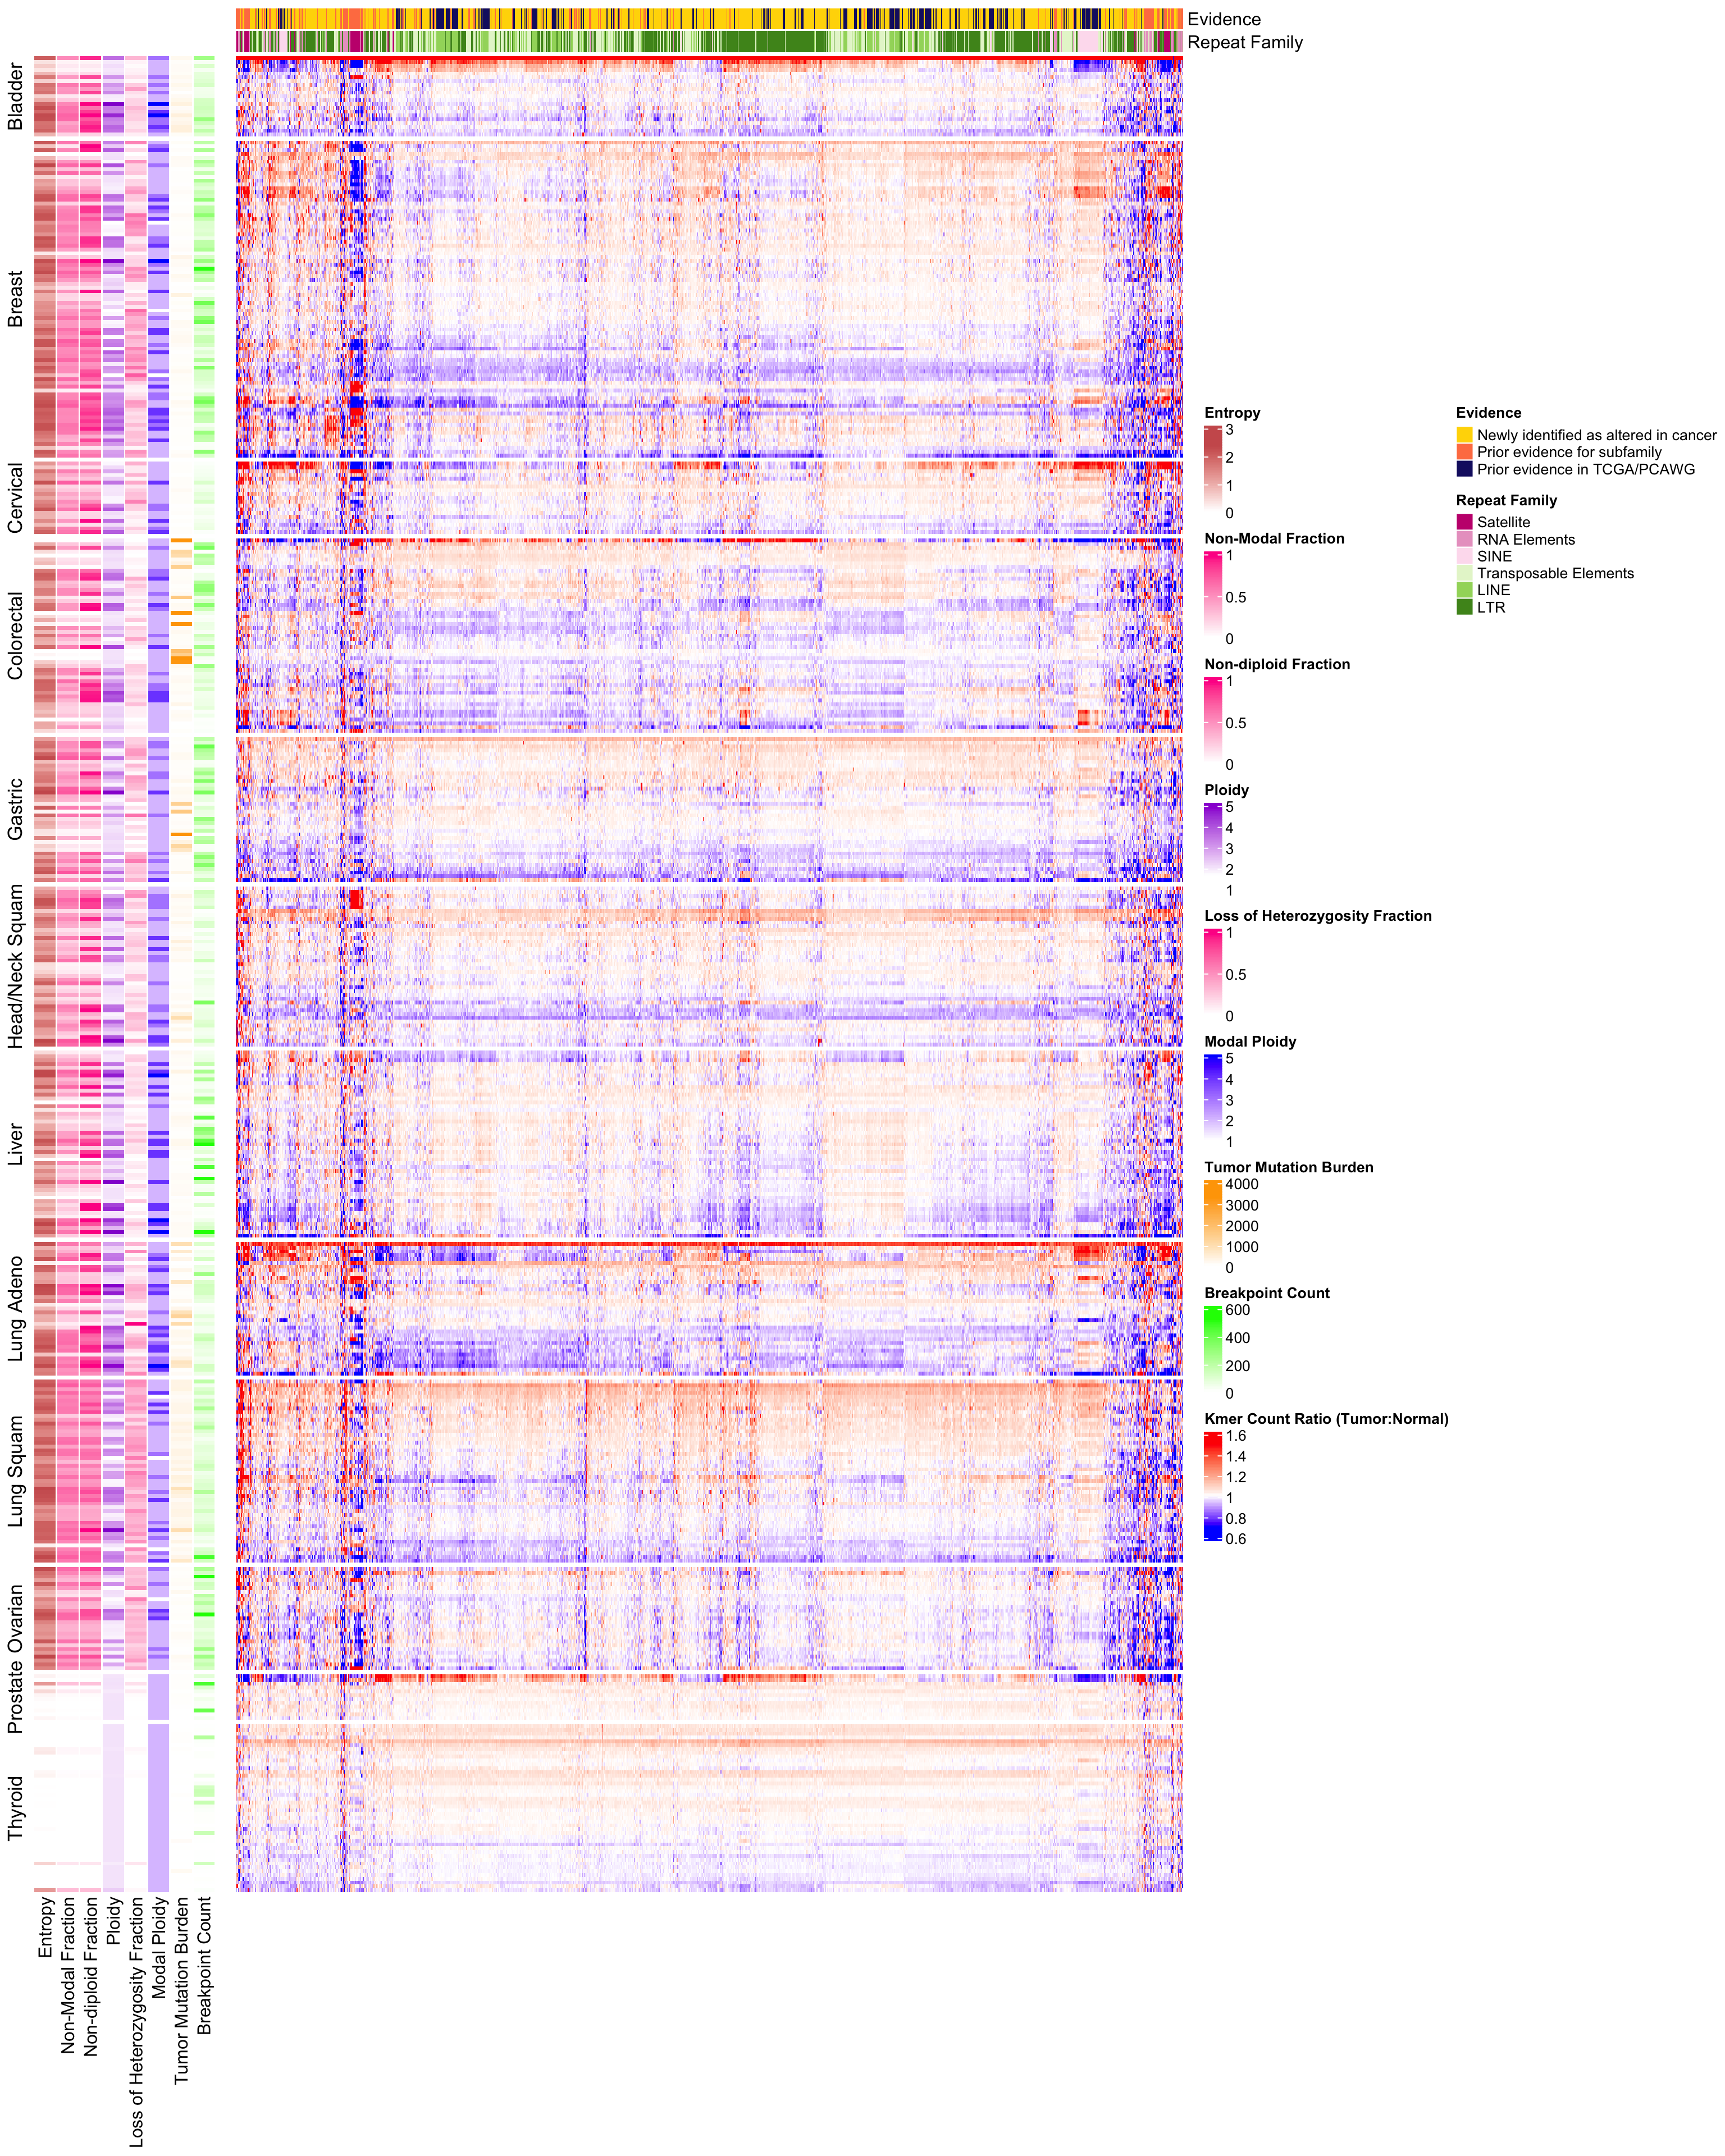 Evidence
Repeat Family
Bladder
Breast
Cervical
Colorectal
Gastric
Head/Neck Squam
Liver
Lung Adeno
Lung Squam
Ovarian
Prostate
Thyroid
Entropy
Non-Modal Fraction
Non-diploid Fraction
Ploidy
Loss of Heterozygosity Fraction
Modal Ploidy
Tumor Mutation Burden
Breakpoint Count
Entropy
3
2
1
0
Non-Modal Fraction
1
0.5
0
Non-diploid Fraction
1
0.5
0
Ploidy
5
4
3
2
1
Loss of Heterozygosity Fraction
1
0.5
0
Modal Ploidy
5
4
3
2
1
Tumor Mutation Burden
4000
3000
2000
1000
0
Breakpoint Count
600
400
200
0
Kmer Count Ratio (Tumor:Normal)
1.6
1.4
1.2
1
0.8
0.6
Evidence
Newly identified as altered in cancer
Prior evidence for subfamily
Prior evidence in TCGA/PCAWG
Repeat Family
Satellite
RNA Elements
SINE
Transposable Elements
LINE
LTR